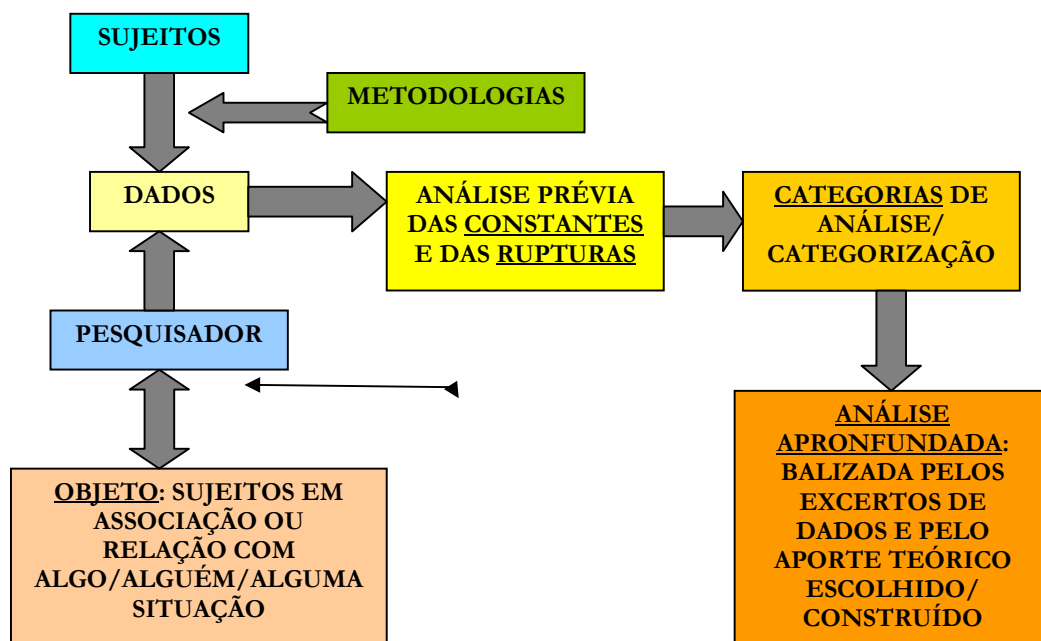 SUJEITOS
METODOLOGIAS
DADOS
ANÁLISE PRÉVIA
DAS CONSTANTES
E DAS RUPTURAS
CATEGORIAS DE
ANÁLISE/
CATEGORIZAÇÃO
PESQUISADOR
OBJETO: SUJEITOS EM
ASSOCIAÇÃO OU
RELAÇÃO COM
ALGO/ALGUÉM/ALGUMA
SITUAÇÃO
ANÁLISE
APRONFUNDADA:
BALIZADA PELOS
EXCERTOS DE
DADOS E PELO
APORTE TEÓRICO
ESCOLHIDO/
CONSTRUÍDO